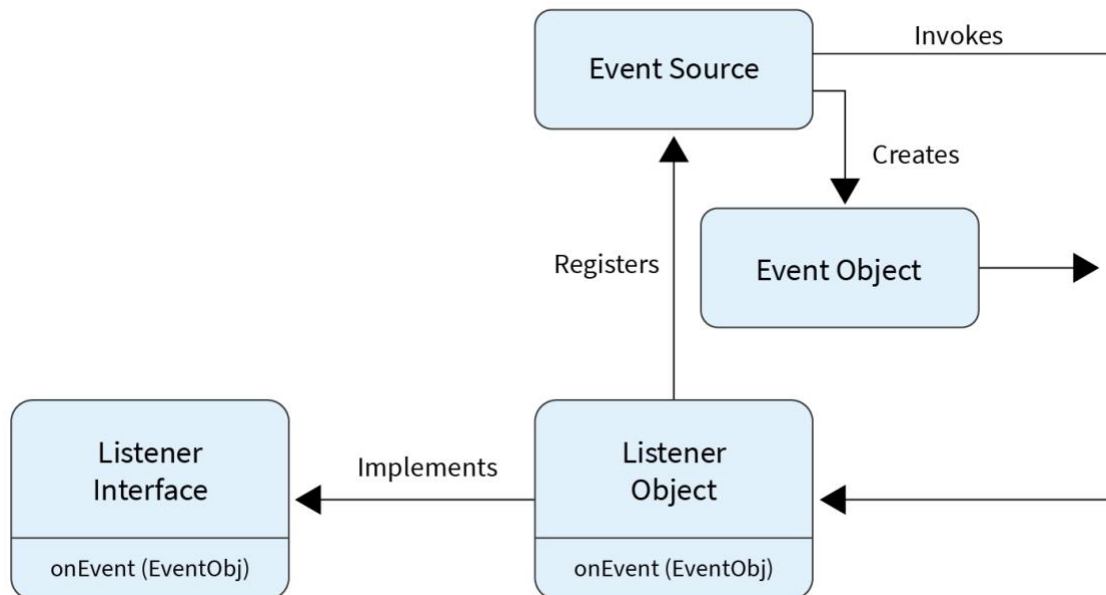 Invokes
Event Source
Creates
Event Object
Registers
Listener
Interface
Implements
Listener
Object
onEvent (EventObj)
onEvent (EventObj)